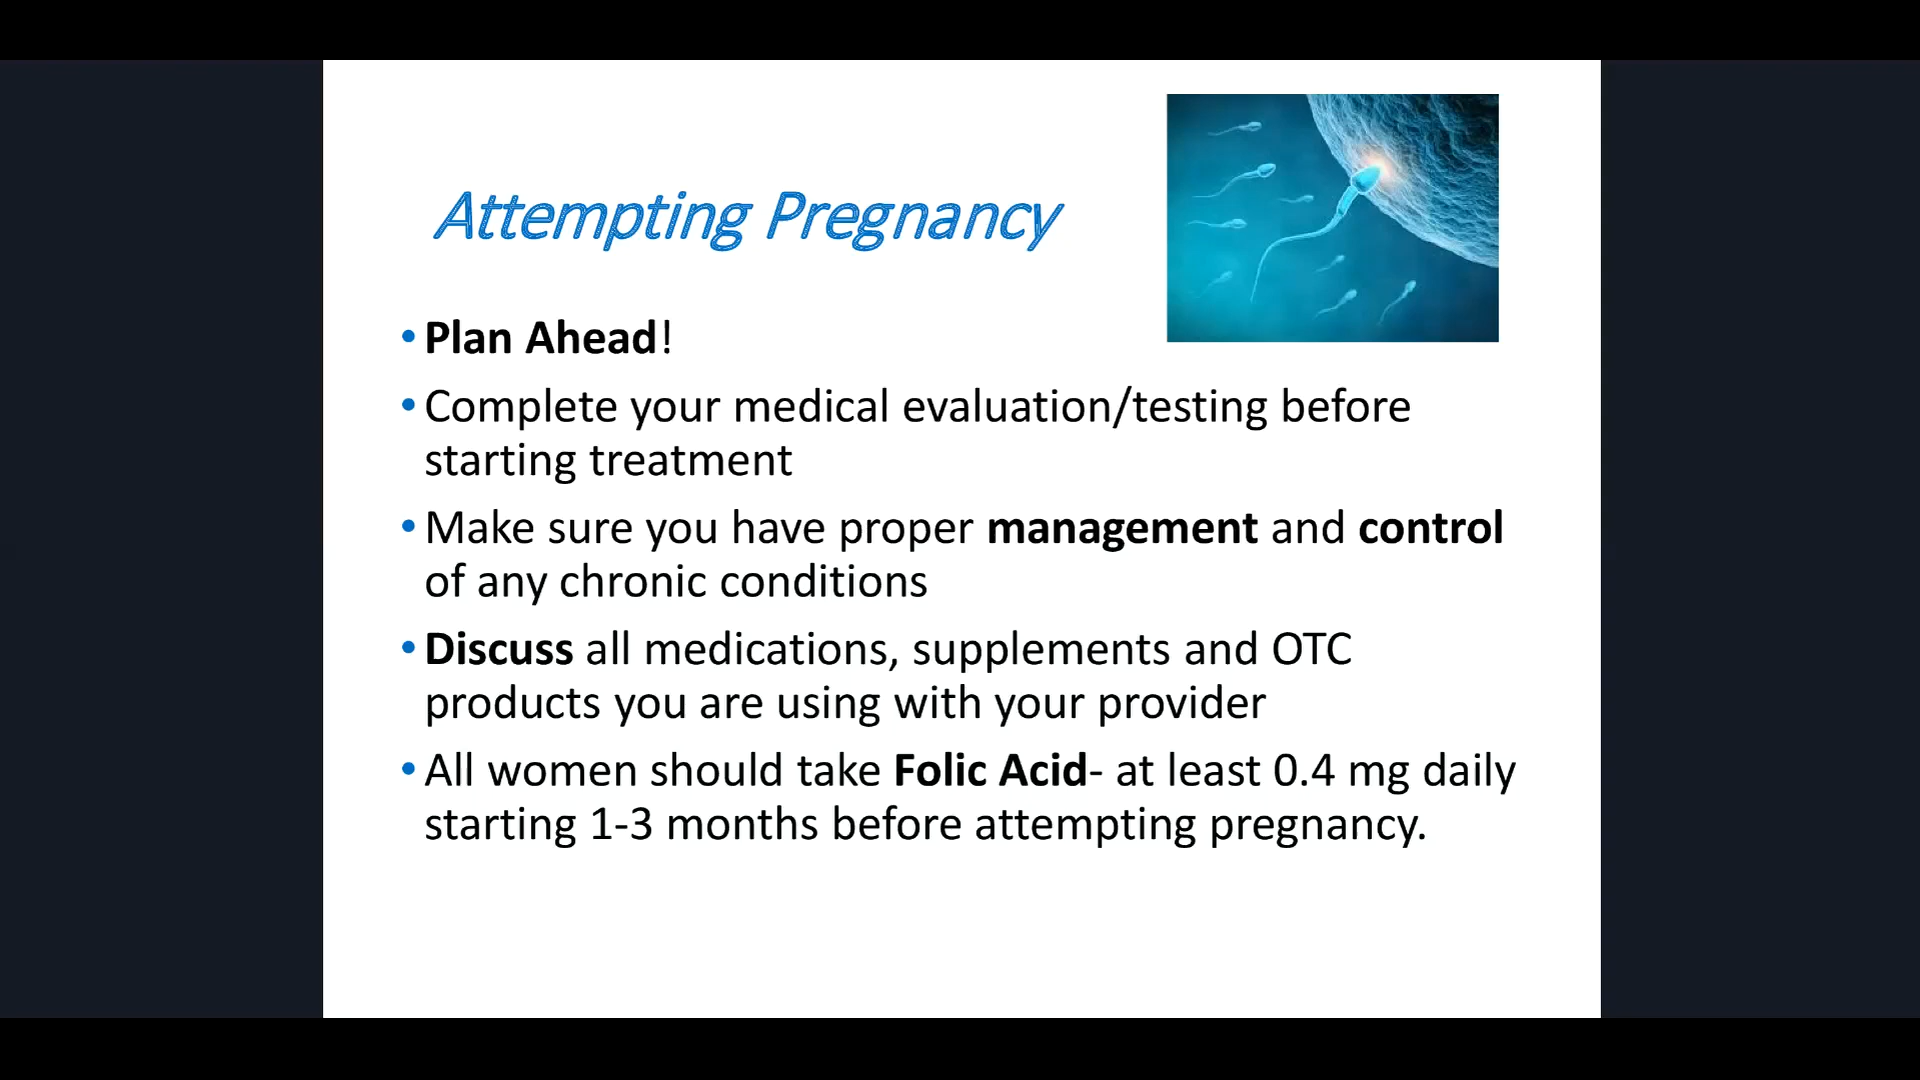 Attempting Pregnancy
• Plan Ahead!
• Complete your medical evaluation/testing before
starting treatment
• Make sure you have proper management and control
of any chronic conditions
• Discuss all medications, supplements and OTC
products you are using with your provider
• All women should take Folic Acid- at least 0.4 mg daily
starting 1-3 months before attempting pregnancy.